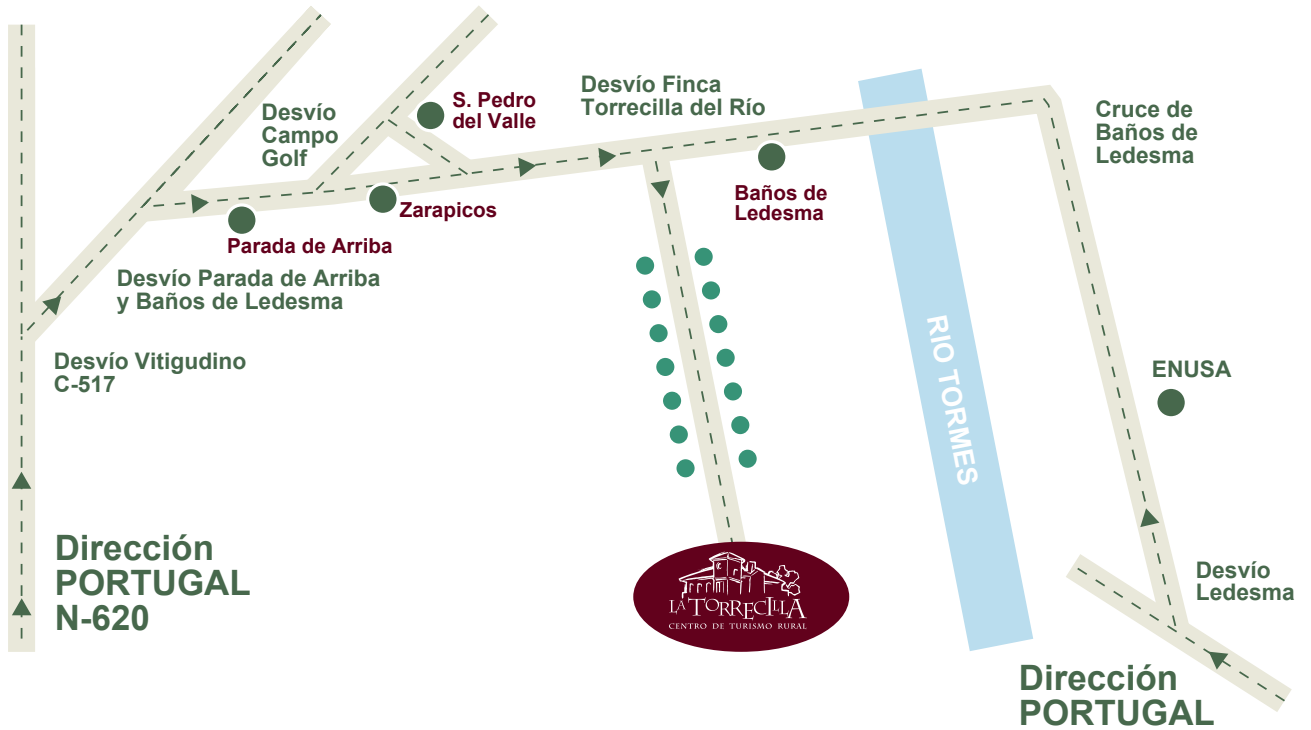 Desvío
Campo
Golf
S. Pedro
del Valle
Desvío Finca
Torrecilla del Río
Cruce de
Baños de
Ledesma
Zarapicos
Baños de
Ledesma
Parada de Arriba
Desvío Parada de Arriba
y Baños de Ledesma
Desvío Vitigudino
C-517
RIO TORMES
ENUSA
Dirección
PORTUGAL
N-620
LA TORRECILLA
CENTRO DE TURISMO RURAL
Desvío
Ledesma
Dirección
PORTUGAL